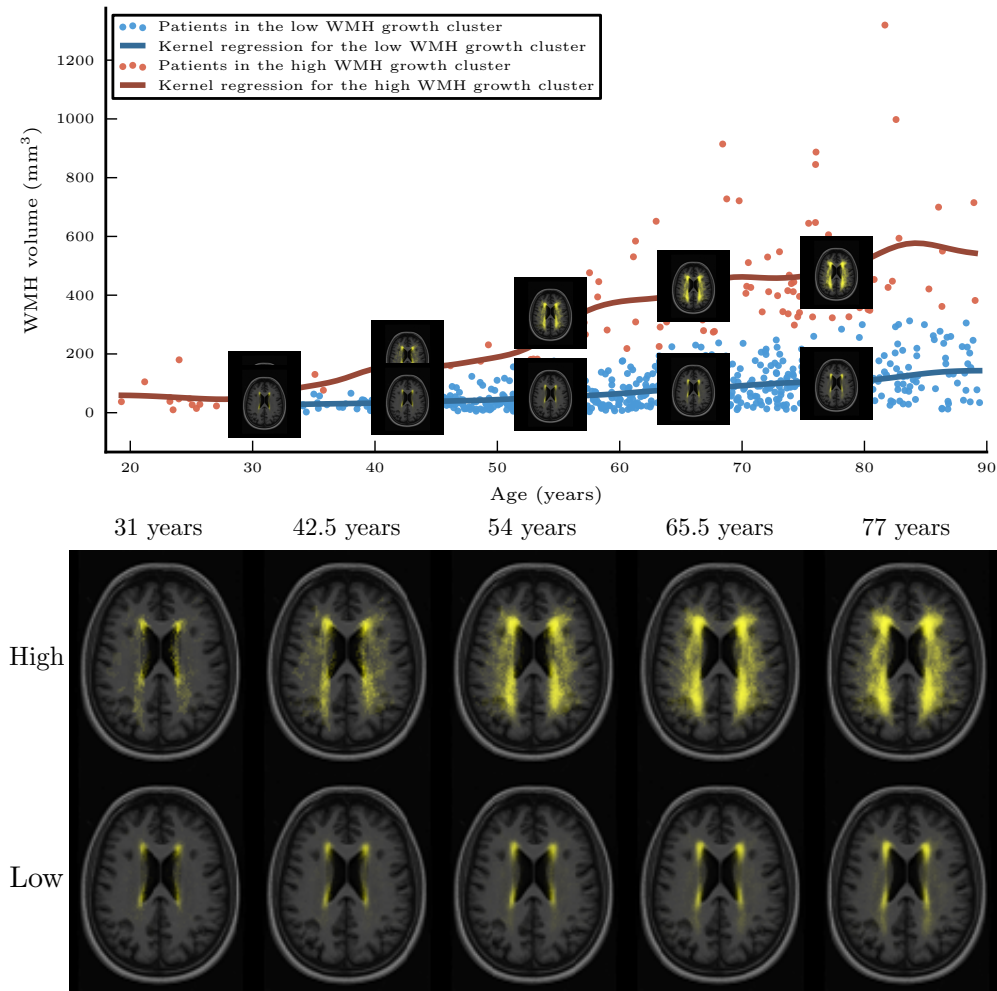 Patients in the low WMH growth cluster
Kernel regression for the low WMH growth cluster
Patients in the high WMH growth cluster
Kernel regression for the high WMH growth cluster
WMH volume (mm³)
1200
1000
800
600
400
200
0
20 30 40 50 60 70 80 90
Age (years)
31 years 42.5 years 54 years 65.5 years 77 years
High
Low